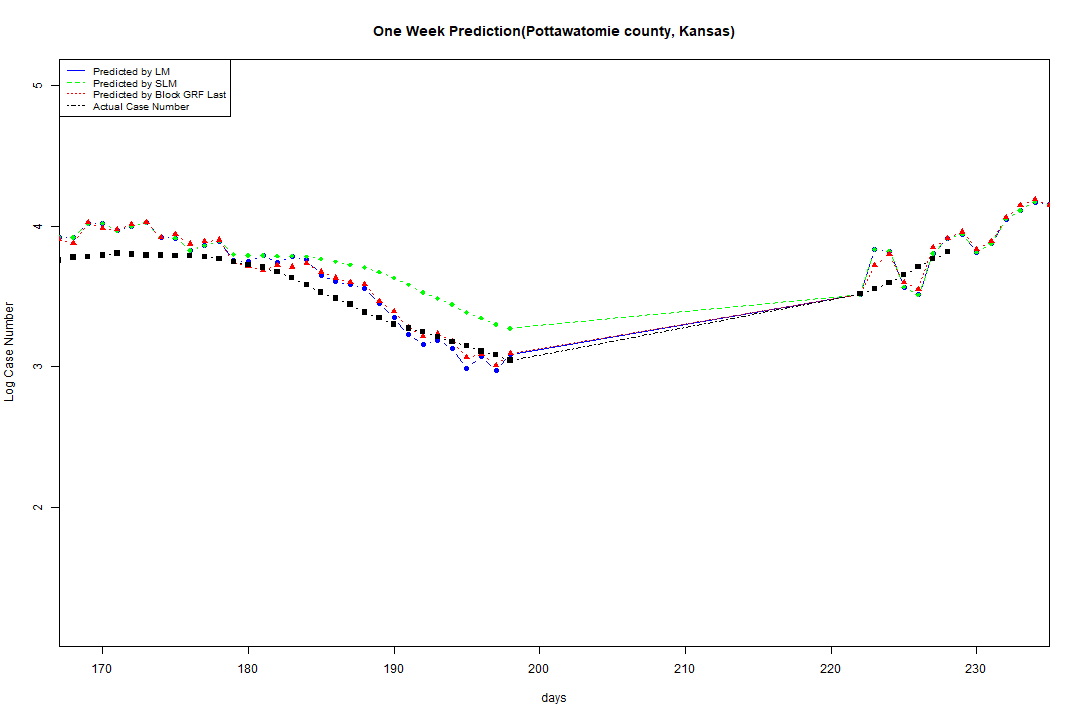 One Week Prediction(Pottawatomie county, Kansas)
Predicted by LM
Predicted by SLM
Predicted by Block GRF Last
Actual Case Number
5
4
3
2
Log Case Number
170
180
190
200
210
220
230
days